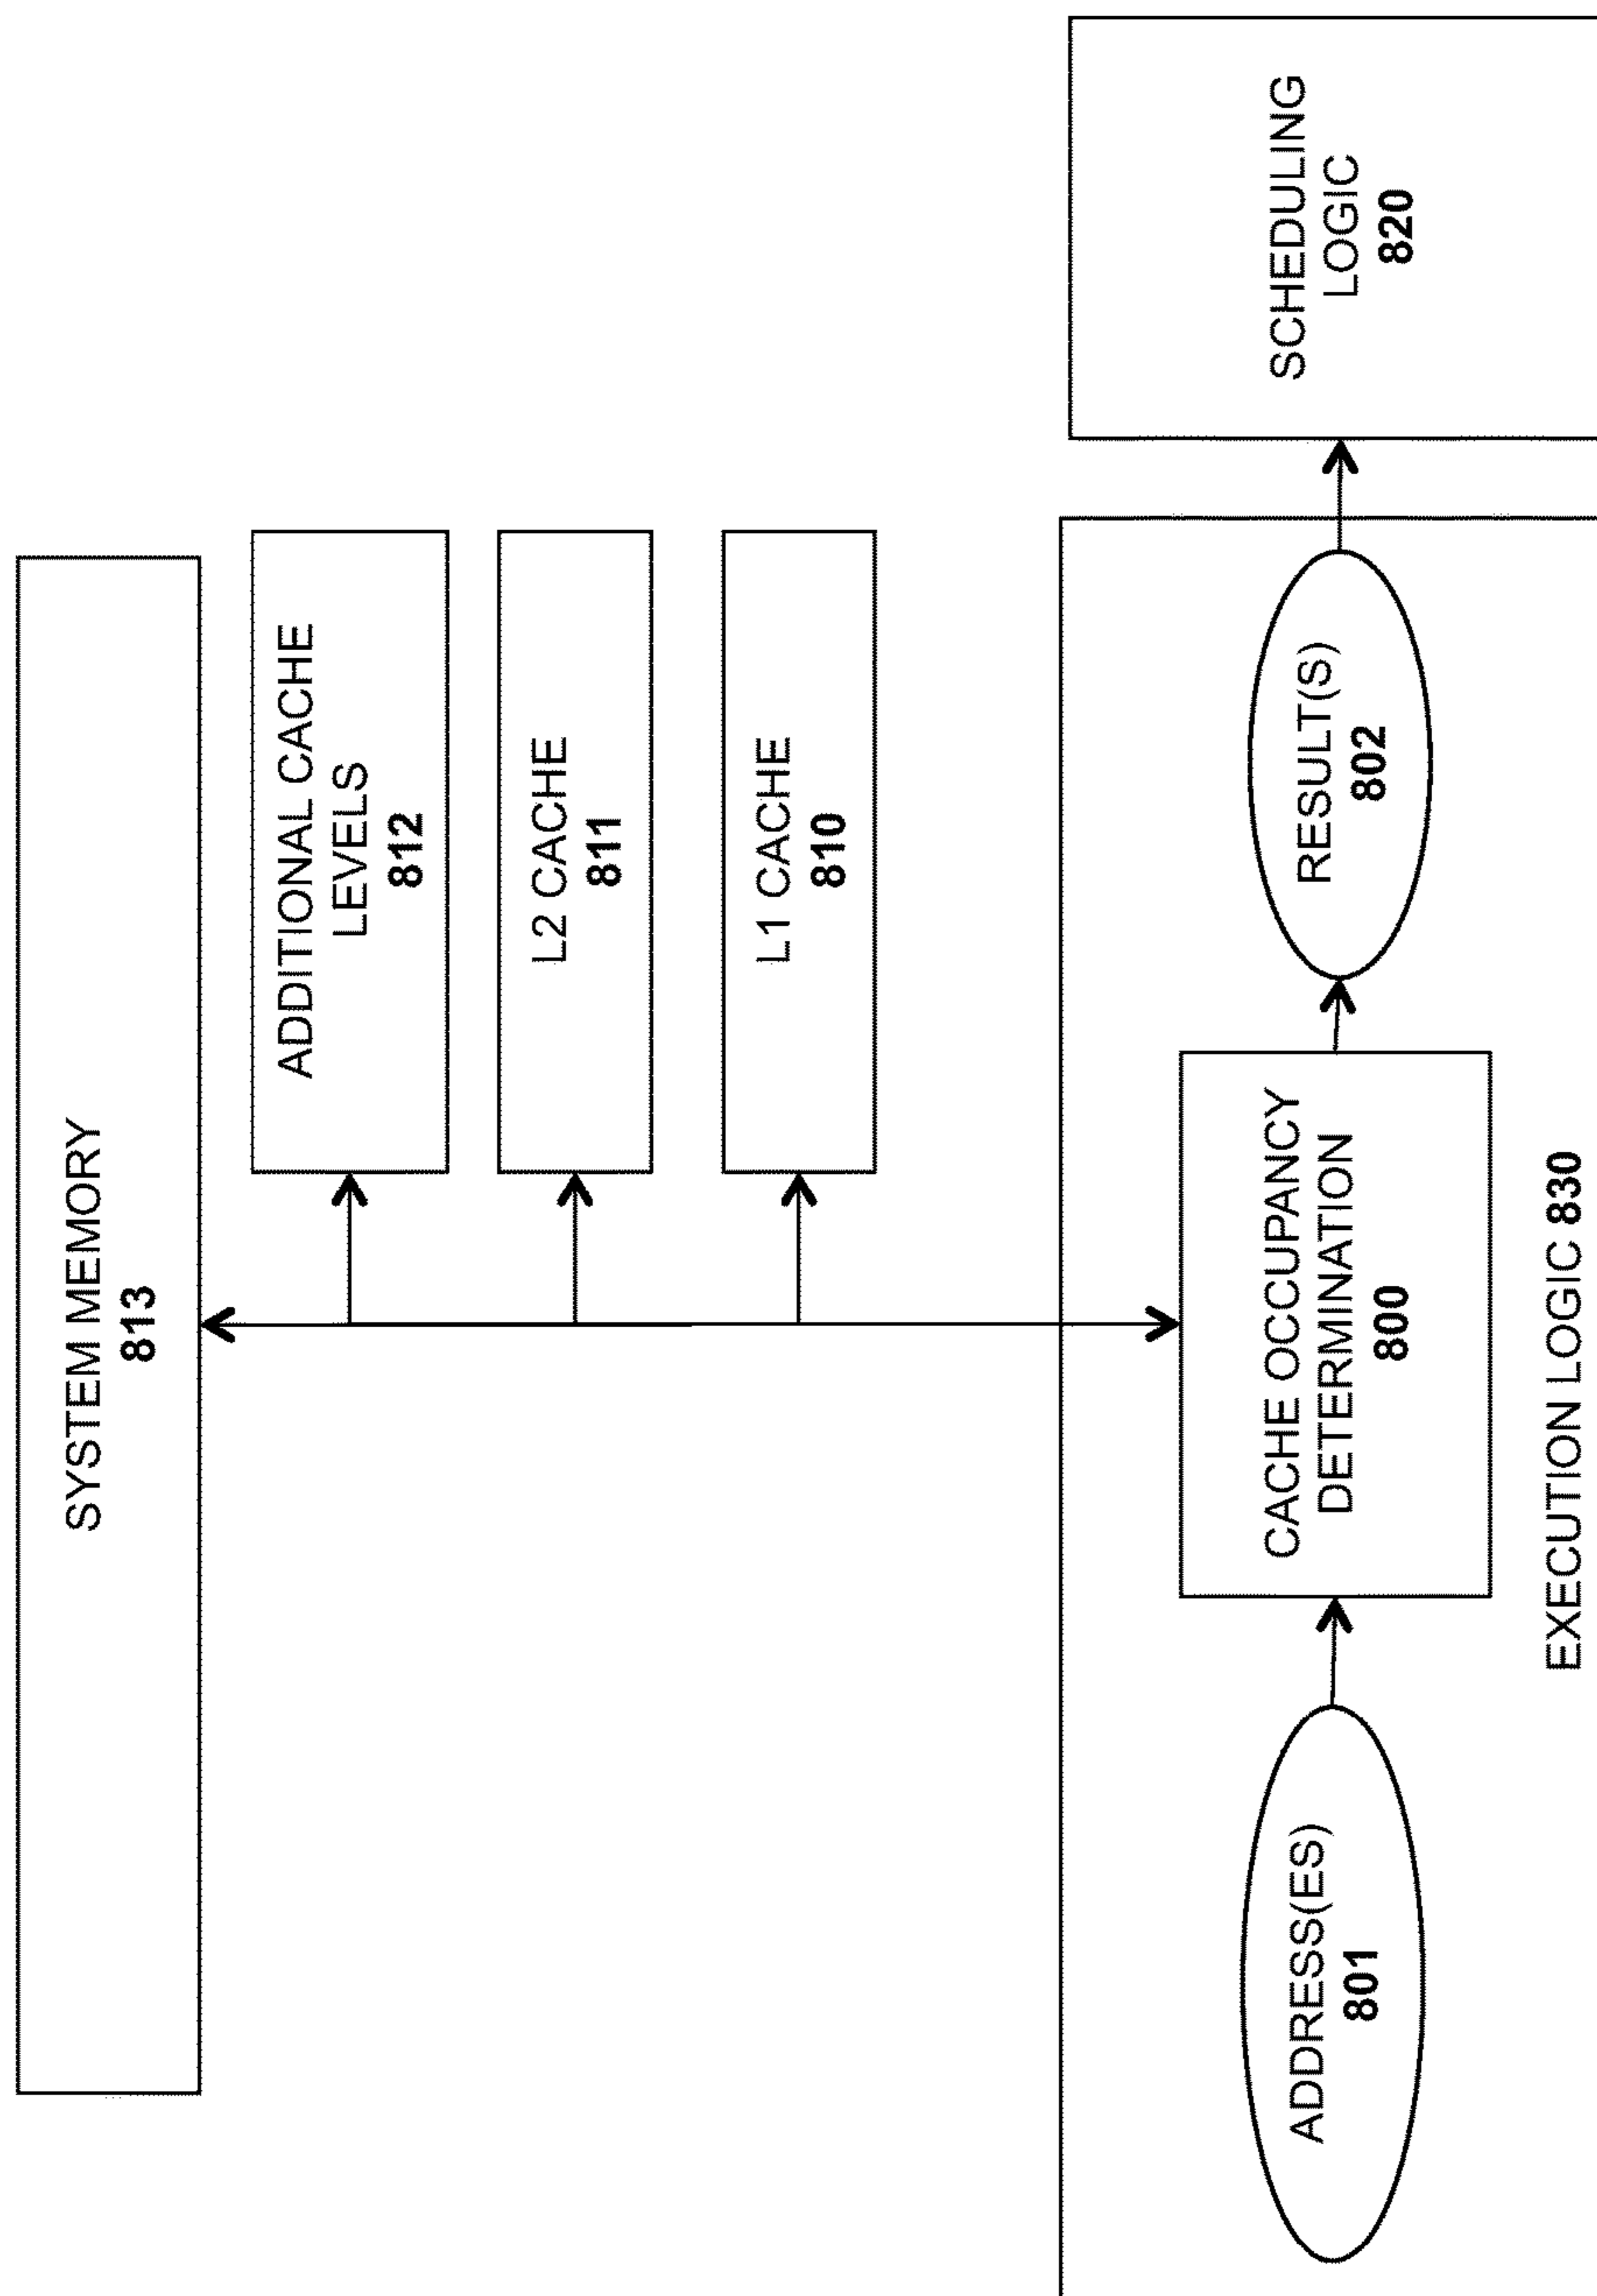 SYSTEM MEMORY
813
ADDITIONAL CACHE
LEVELS
812
L2 CACHE
811
L1 CACHE
810
ADDRESS(ES)
801
CACHE OCCUPANCY
DETERMINATION
800
RESULT(S)
802
SCHEDULING
LOGIC
820
EXECUTION LOGIC 830